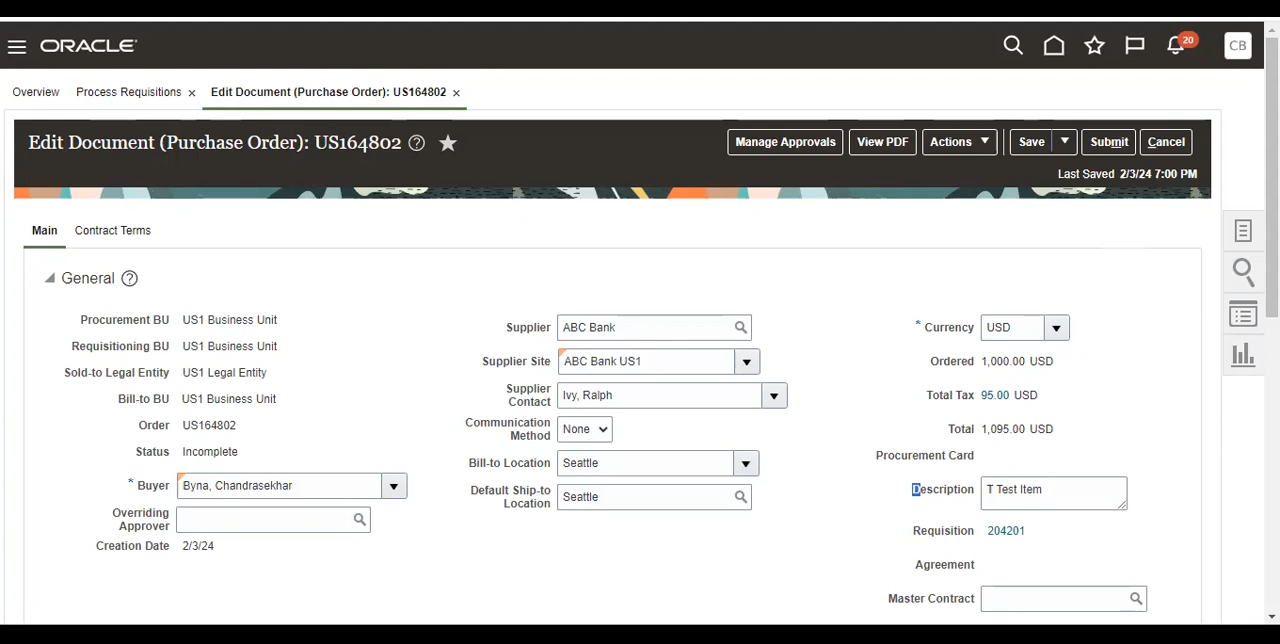 ORACLE
20
CB
Overview
Process Requisitions ×
Edit Document (Purchase Order): US164802 ×
Edit Document (Purchase Order): US164802
Manage Approvals
View PDF
Actions
Save
Submit
Cancel
Last Saved 2/3/24 7:00 PM
Main
Contract Terms
General
Procurement BU US1 Business Unit
Requisitioning BU US1 Business Unit
Sold-to Legal Entity US1 Legal Entity
Bill-to BU US1 Business Unit
Order US164802
Status Incomplete
* Buyer Byna, Chandrasekhar
Overriding
Approver
Creation Date 2/3/24
Supplier ABC Bank
Supplier Site ABC Bank US1
Supplier
Contact Ivy, Ralph
Communication
Method None
Bill-to Location Seattle
Default Ship-to
Location Seattle
* Currency USD
Ordered 1,000.00 USD
Total Tax 95.00 USD
Total 1,095.00 USD
Procurement Card
Description T Test Item
Requisition 204201
Agreement
Master Contract